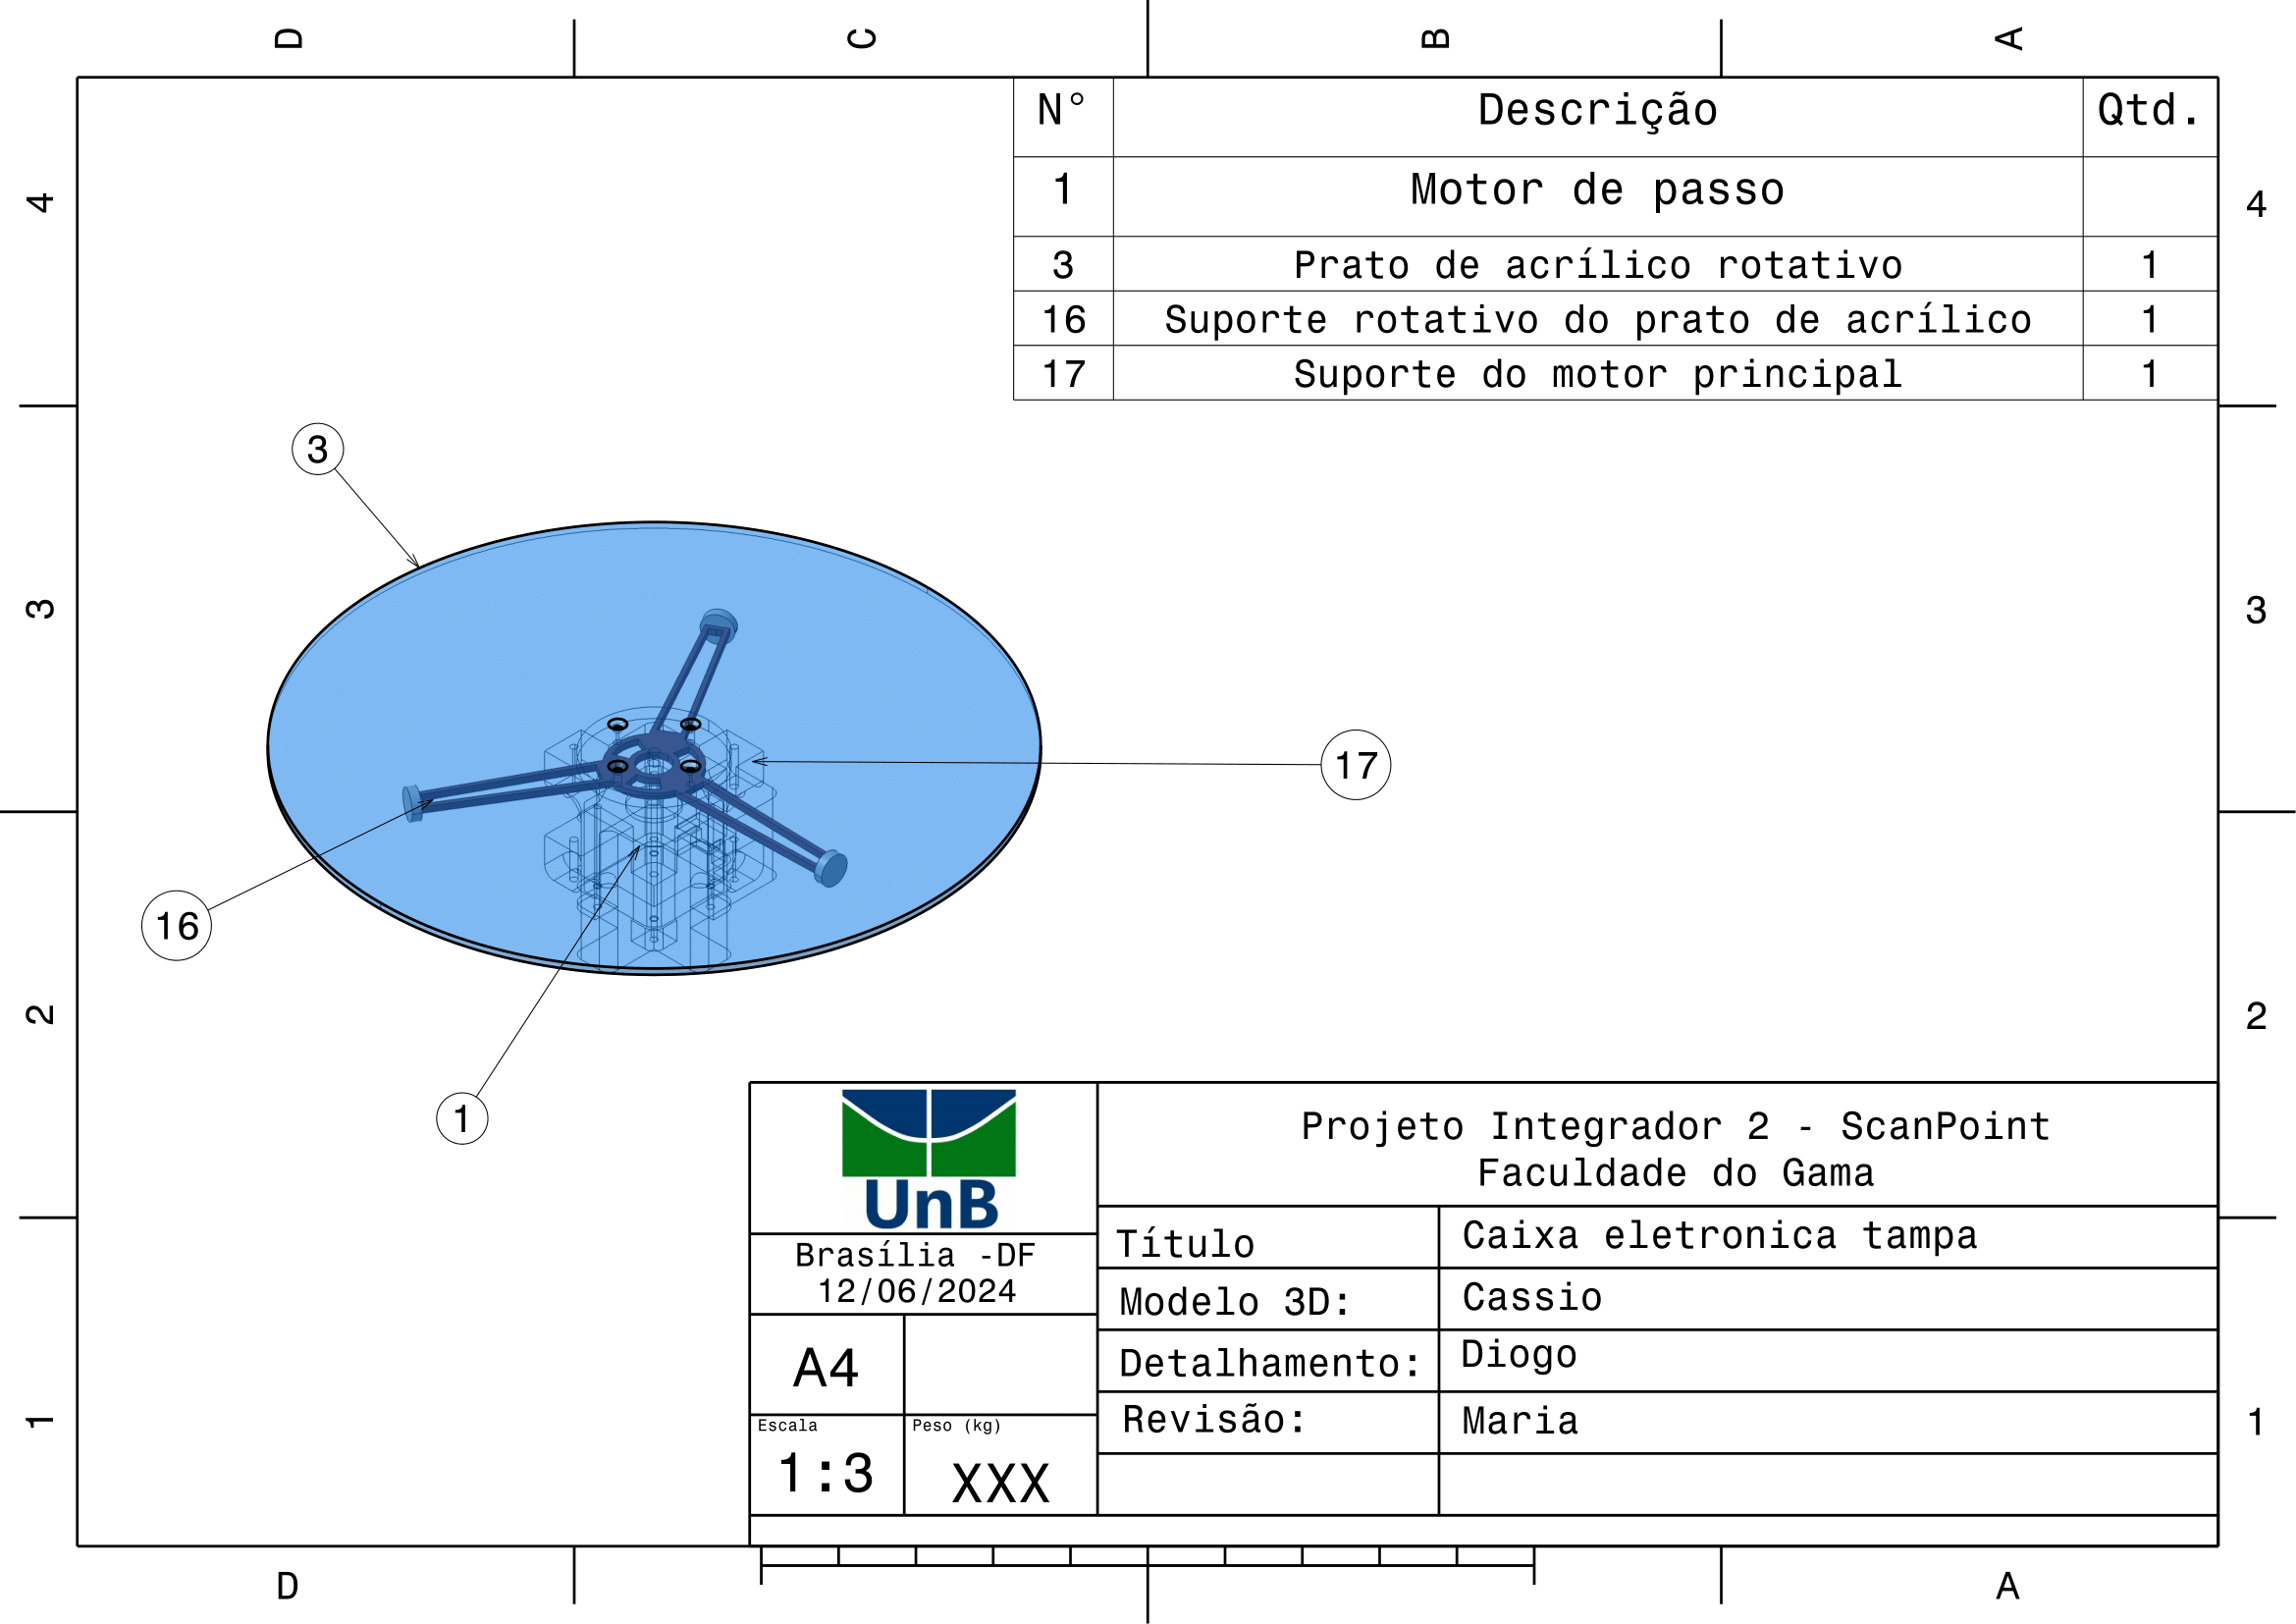 D C B A
N° Descrição Qtd.
1 Motor de passo
3 Prato de acrílico rotativo 1
16 Suporte rotativo do prato de acrílico 1
17 Suporte do motor principal 1
4 4
3
3 3
17
16
2 2
1
UnB
Projeto Integrador 2 - ScanPoint
Faculdade do Gama
Brasília -DF
12/06/2024
Título Caixa eletronica tampa
Modelo 3D: Cassio
Detalhamento: Diogo
Revisão: Maria
A4
Escala
1:3
Peso (kg)
XXX
1 1
D A